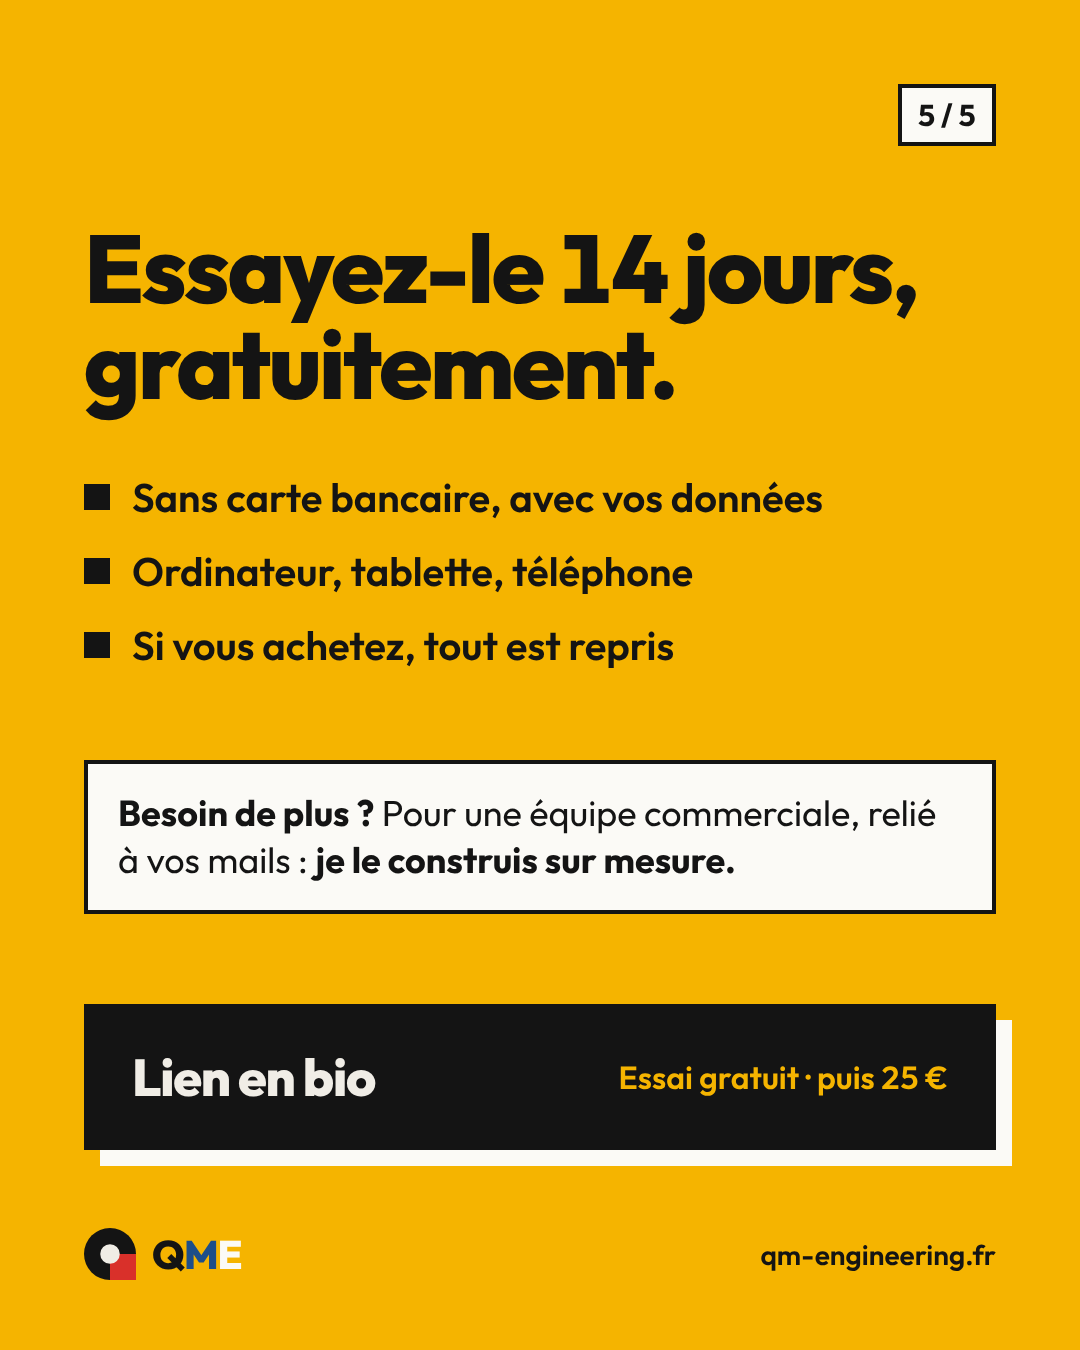 5 / 5
Essayez-le 14 jours,
gratuitement.
Sans carte bancaire, avec vos données
Ordinateur, tablette, téléphone
Si vous achetez, tout est repris
Besoin de plus ? Pour une équipe commerciale, relié
à vos mails : je le construis sur mesure.
Lien en bio
Essai gratuit · puis 25 €
QME
qm-engineering.fr